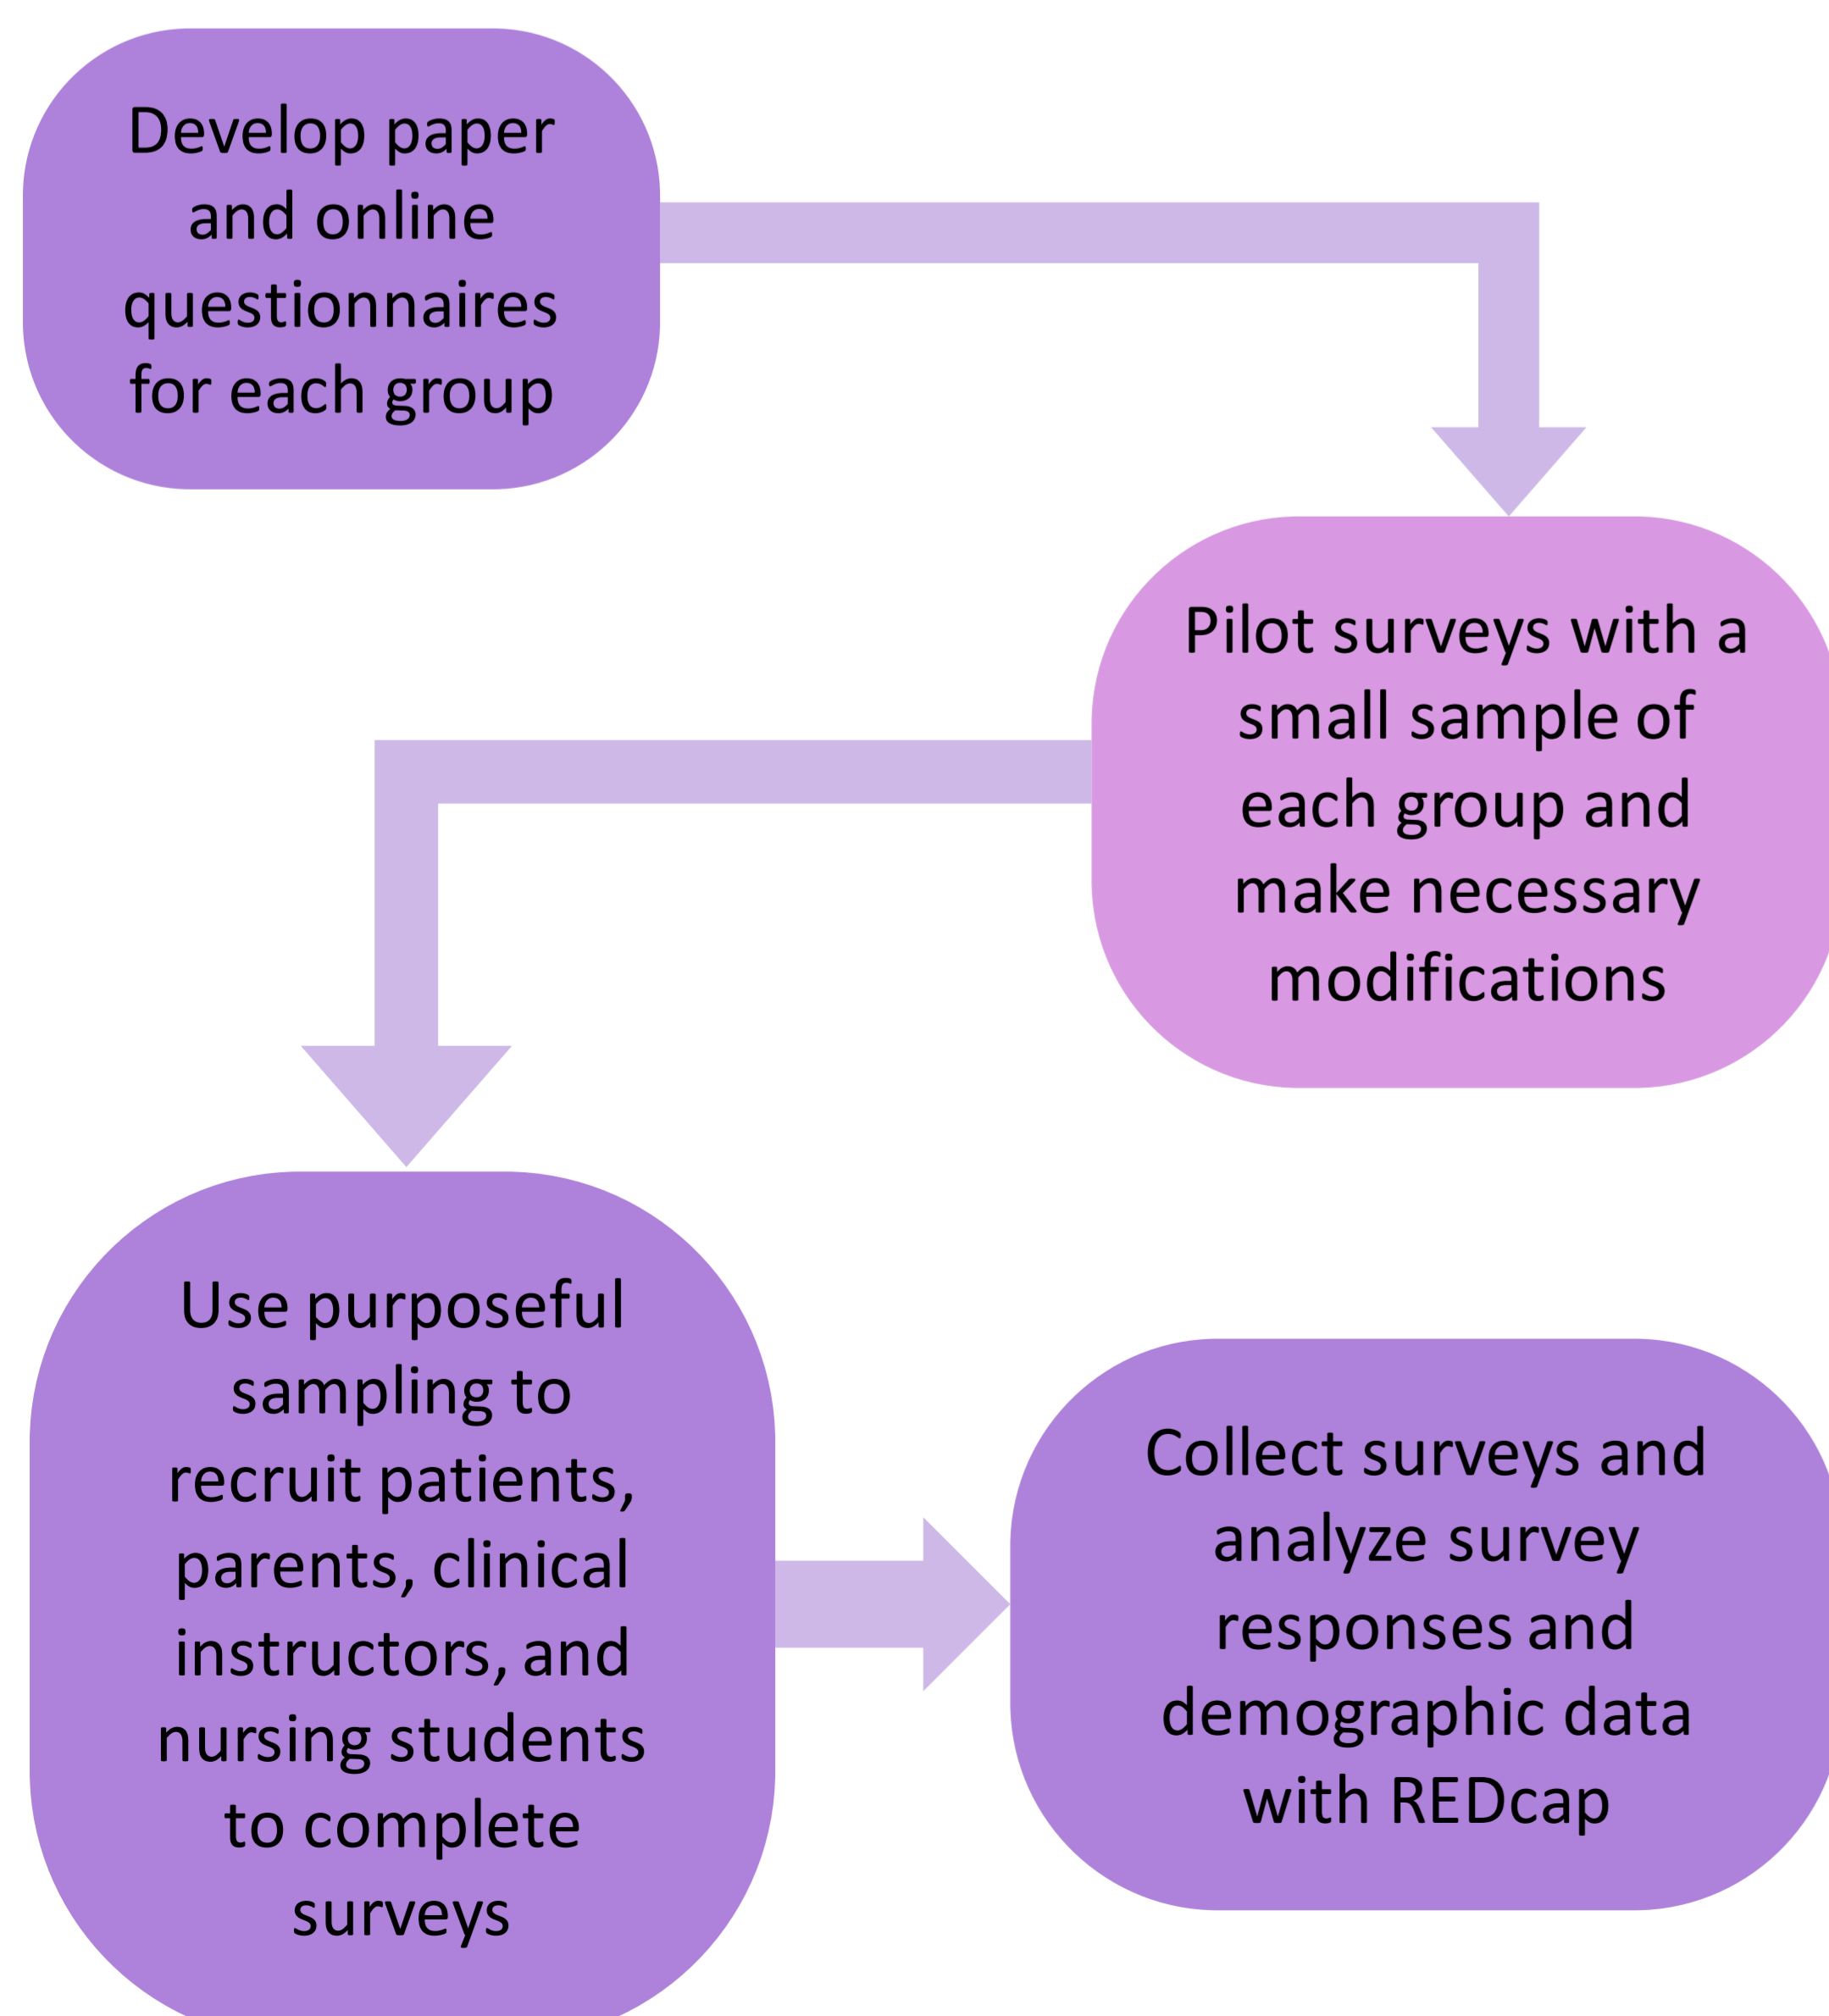 Develop paper
and online
questionnaires
for each group
Pilot surveys with a
small sample of
each group and
make necessary
modifications
Use purposeful
sampling to
recruit patients,
parents, clinical
instructors, and
nursing students
to complete
surveys
Collect surveys and
analyze survey
responses and
demographic data
with REDcap